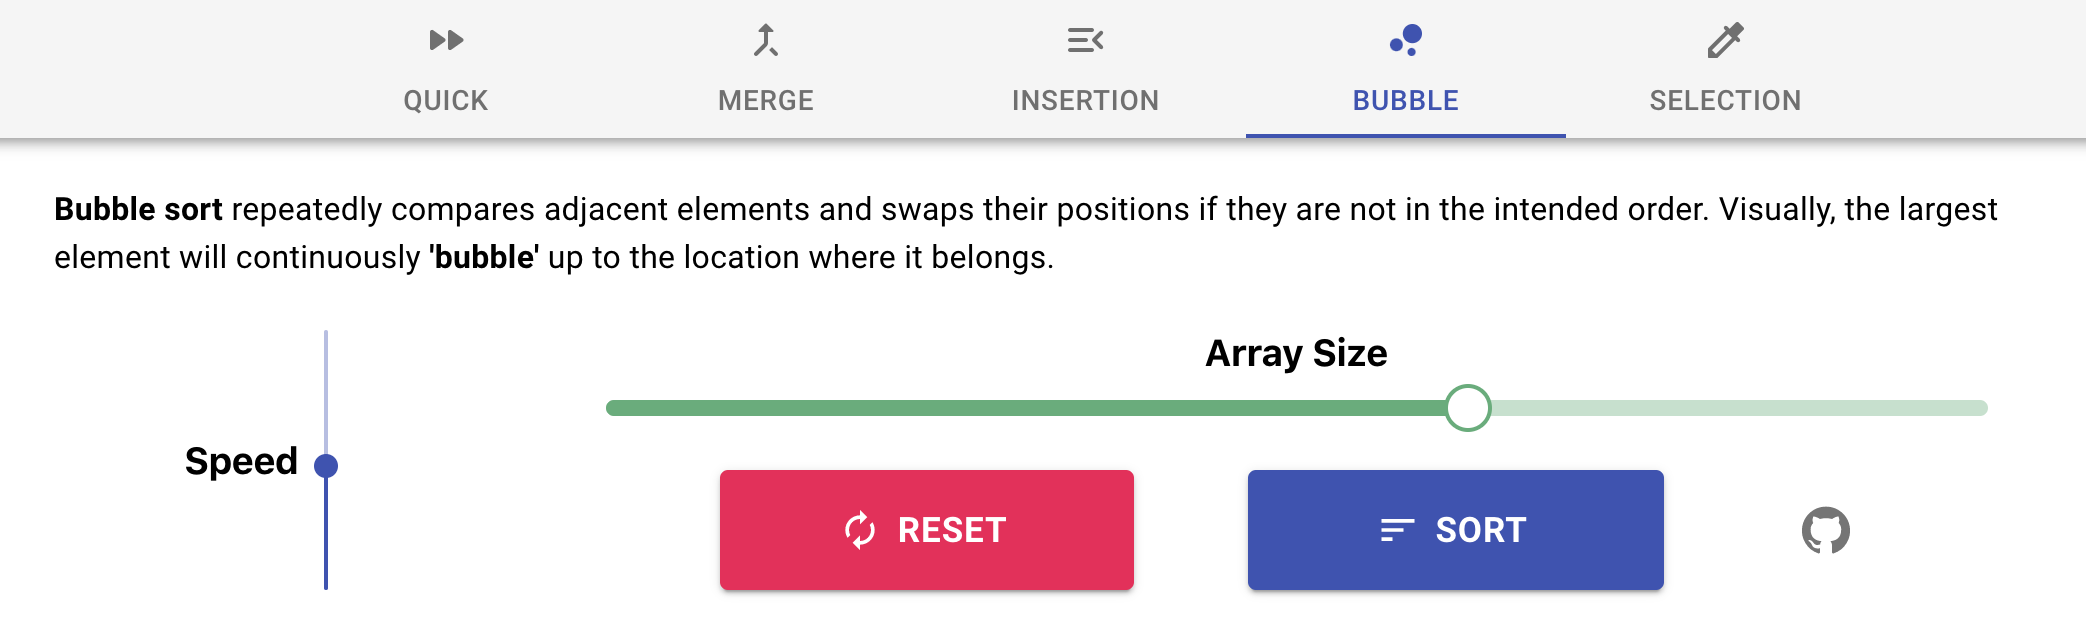 QUICK
MERGE
INSERTION
BUBBLE
SELECTION
Bubble sort repeatedly compares adjacent elements and swaps their positions if they are not in the intended order. Visually, the largest
element will continuously 'bubble' up to the location where it belongs.
Array Size
Speed
RESET
SORT